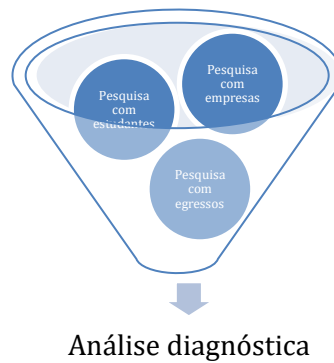 Pesquisa
com
estudantes
Pesquisa
com
empresas
Pesquisa
com
egressos
Análise diagnóstica